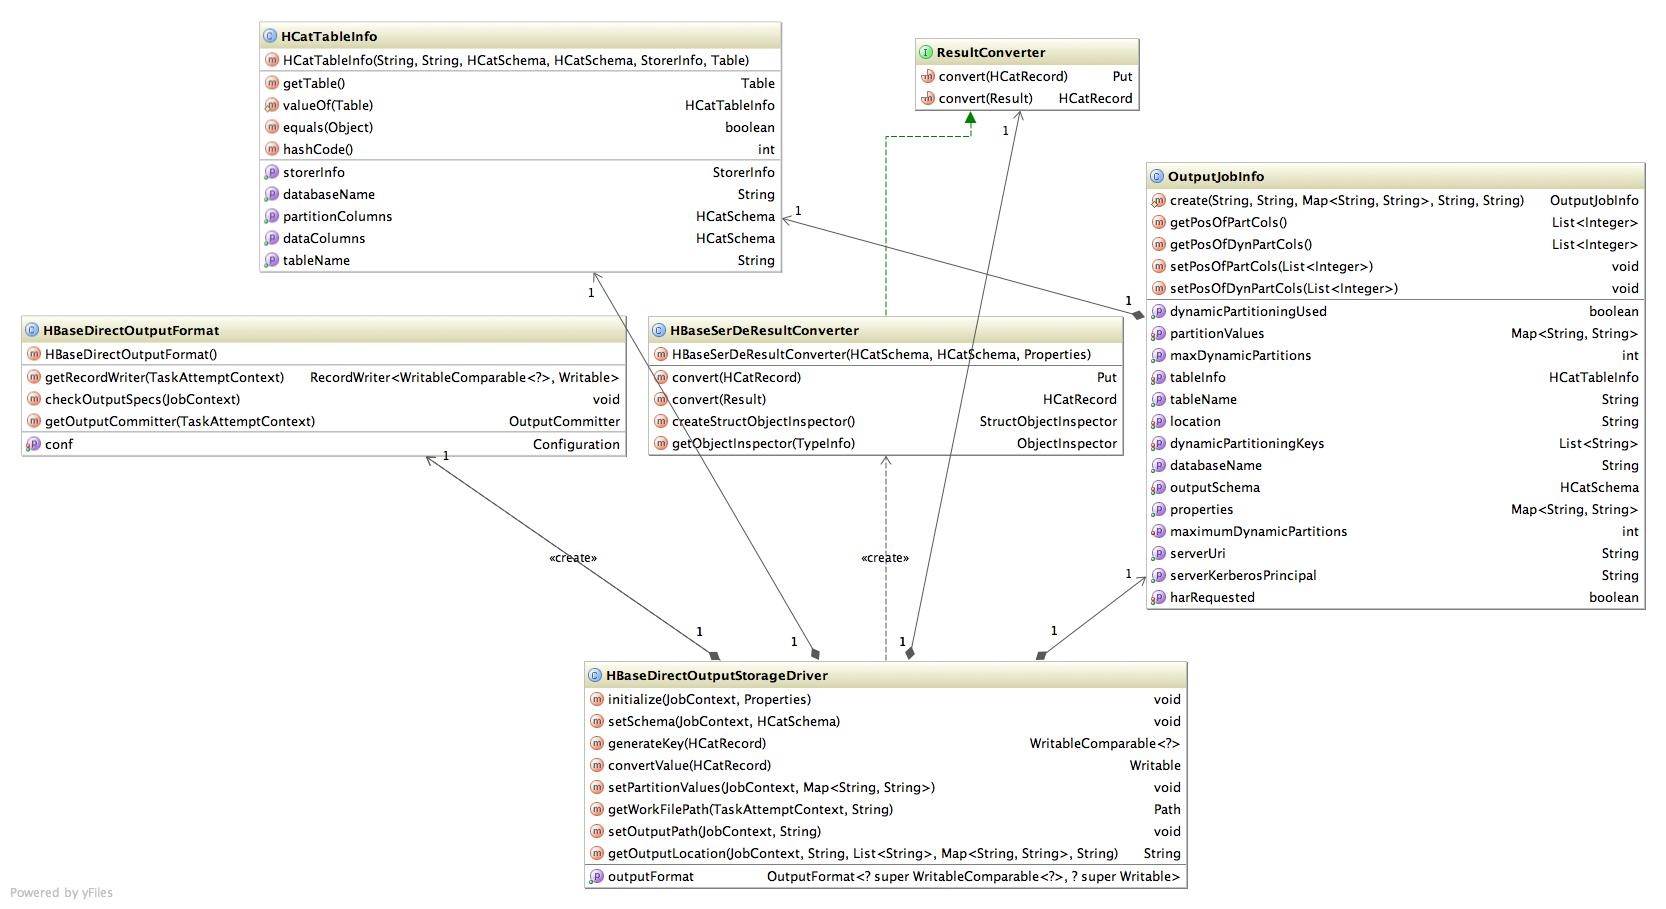 HCatTableInfo
HCatTableInfo(String, String, HCatSchema, HCatSchema, StorerInfo, Table)
getTable() Table
valueOf(Table) HCatTableInfo
equals(Object) boolean
hashCode() int
storerInfo StorerInfo
databaseName String
partitionColumns HCatSchema
dataColumns HCatSchema
tableName String
ResultConverter
convert(HCatRecord) Put
convert(Result) HCatRecord
1
1
1
1
OutputJobInfo
create(String, String, Map<String, String>, String, String) OutputJobInfo
getPosOfPartCols() List<Integer>
getPosOfDynPartCols() List<Integer>
setPosOfPartCols(List<Integer>) void
setPosOfDynPartCols(List<Integer>) void
dynamicPartitioningUsed boolean
partitionValues Map<String, String>
maxDynamicPartitions int
tableInfo HCatTableInfo
tableName String
location String
dynamicPartitioningKeys List<String>
databaseName String
outputSchema HCatSchema
properties Map<String, String>
maximumDynamicPartitions int
serverUri String
serverKerberosPrincipal String
harRequested boolean
HBaseDirectOutputFormat
HBaseDirectOutputFormat()
getRecordWriter(TaskAttemptContext) RecordWriter<WritableComparable<?>, Writable>
checkOutputSpecs(JobContext) void
getOutputCommitter(TaskAttemptContext) OutputCommitter
conf Configuration
HBaseSerDeResultConverter
HBaseSerDeResultConverter(HCatSchema, HCatSchema, Properties)
convert(HCatRecord) Put
convert(Result) HCatRecord
createStructObjectInspector() StructObjectInspector
getObjectInspector(TypeInfo) ObjectInspector
1
«create»
«create»
1
1
1
1
1
HBaseDirectOutputStorageDriver
initialize(JobContext, Properties) void
setSchema(JobContext, HCatSchema) void
generateKey(HCatRecord) WritableComparable<?>
convertValue(HCatRecord) Writable
setPartitionValues(JobContext, Map<String, String>) void
getWorkFilePath(TaskAttemptContext, String) Path
setOutputPath(JobContext, String) void
getOutputLocation(JobContext, String, List<String>, Map<String, String>, String) String
outputFormat OutputFormat<? super WritableComparable<?>, ? super Writable>
Powered by yFiles